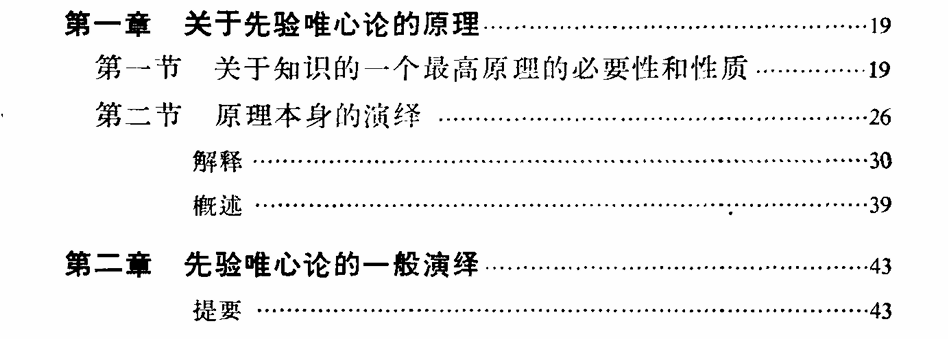 第一章 关于先验唯心论的原理……………………………19
第一节 关于知识的一个最高原理的必要性和性质……………19
第二节 原理本身的演绎……………………………26
解释……………………………30
概述……………………………39
第二章 先验唯心论的一般演绎……………………………43
提要……………………………43